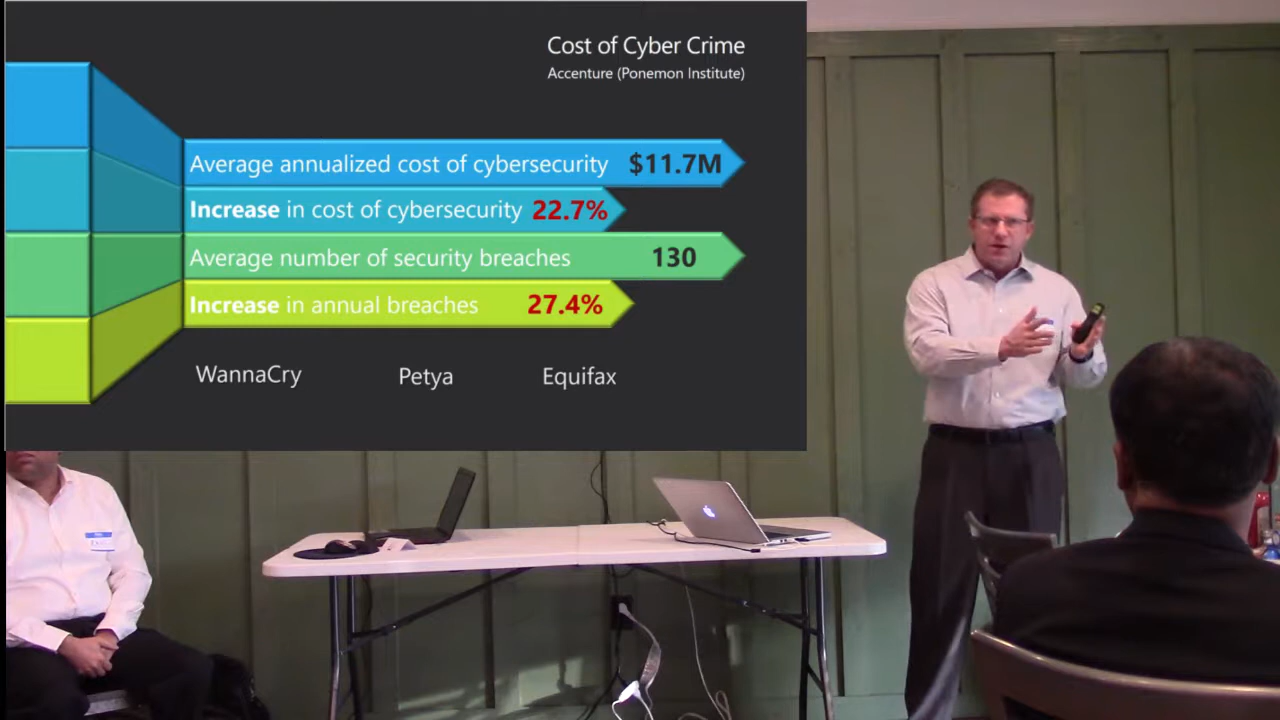 Cost of Cyber Crime
Accenture (Ponemon Institute)
Average annualized cost of cybersecurity $11.7M
Increase in cost of cybersecurity 22.7%
Average number of security breaches 130
Increase in annual breaches 27.4%
WannaCry Petya Equifax